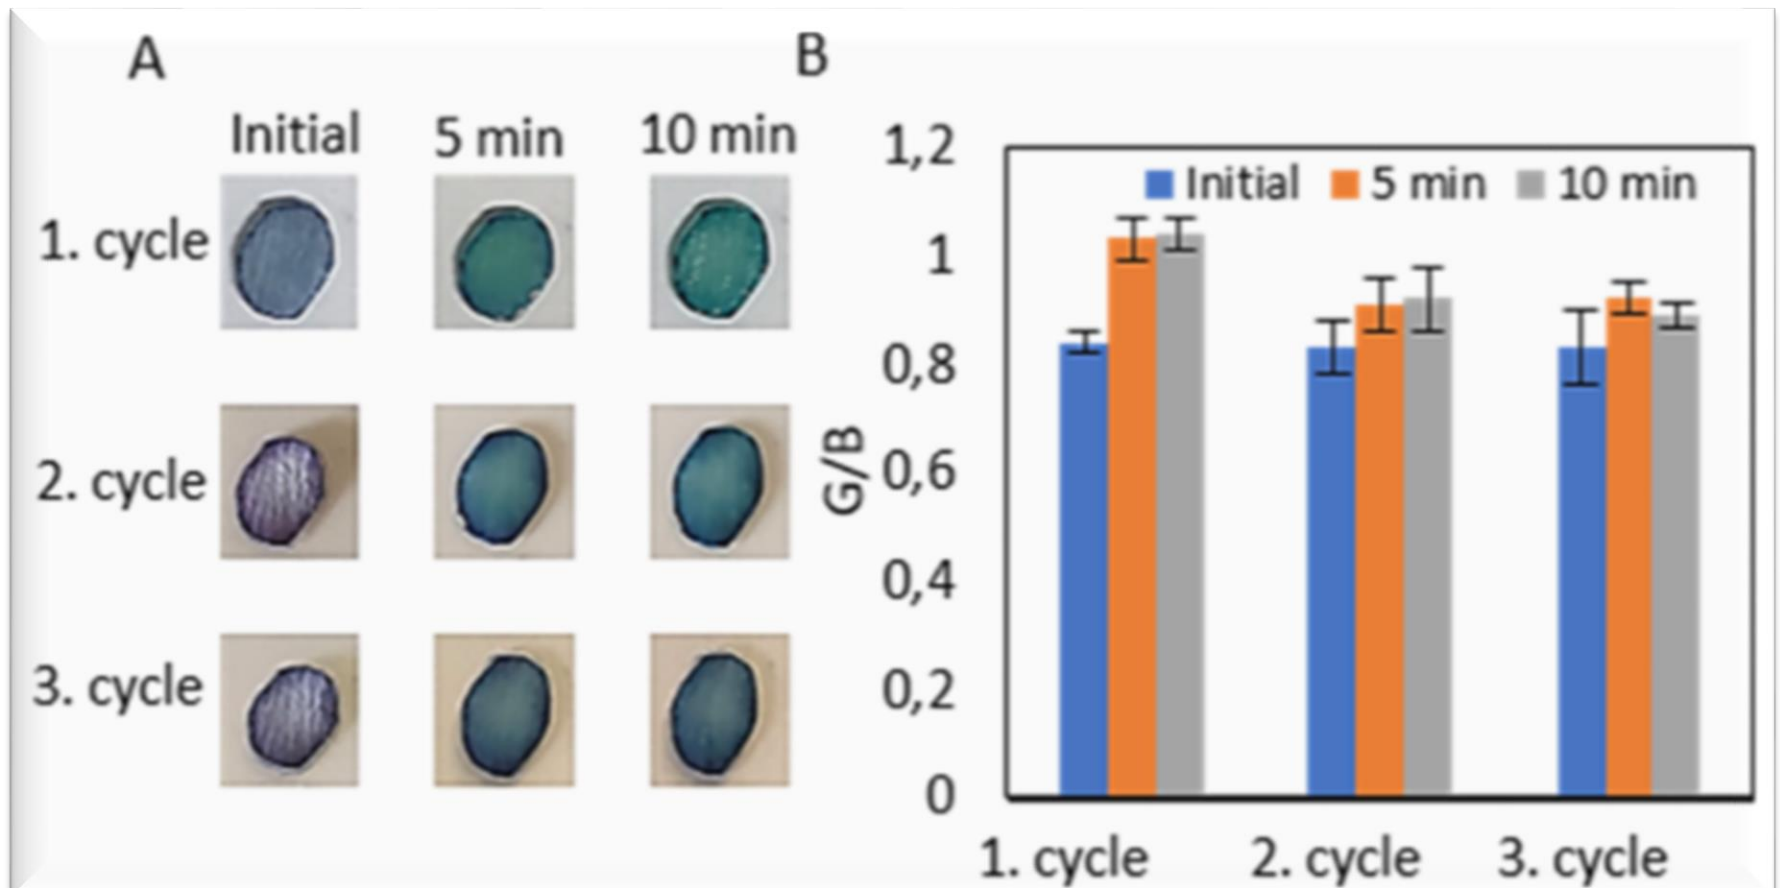 A
B
Initial 5 min 10 min
1. cycle
2. cycle
3. cycle
1,2
1
0,8
0,6
0,4
0,2
0
G/B
Initial 5 min 10 min
1. cycle 2. cycle 3. cycle